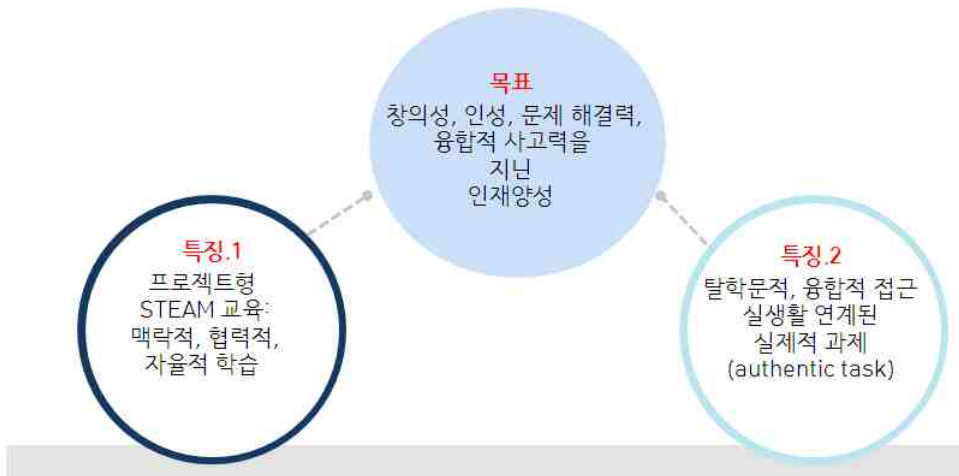 목표
창의성, 인성, 문제 해결력,
융합적 사고력을
지닌
인재양성
특징.1
프로젝트형
STEAM 교육:
맥락적, 협력적,
자율적 학습
특징.2
탈학문적, 융합적 접근
실생활 연계된
실제적 과제
(authentic task)